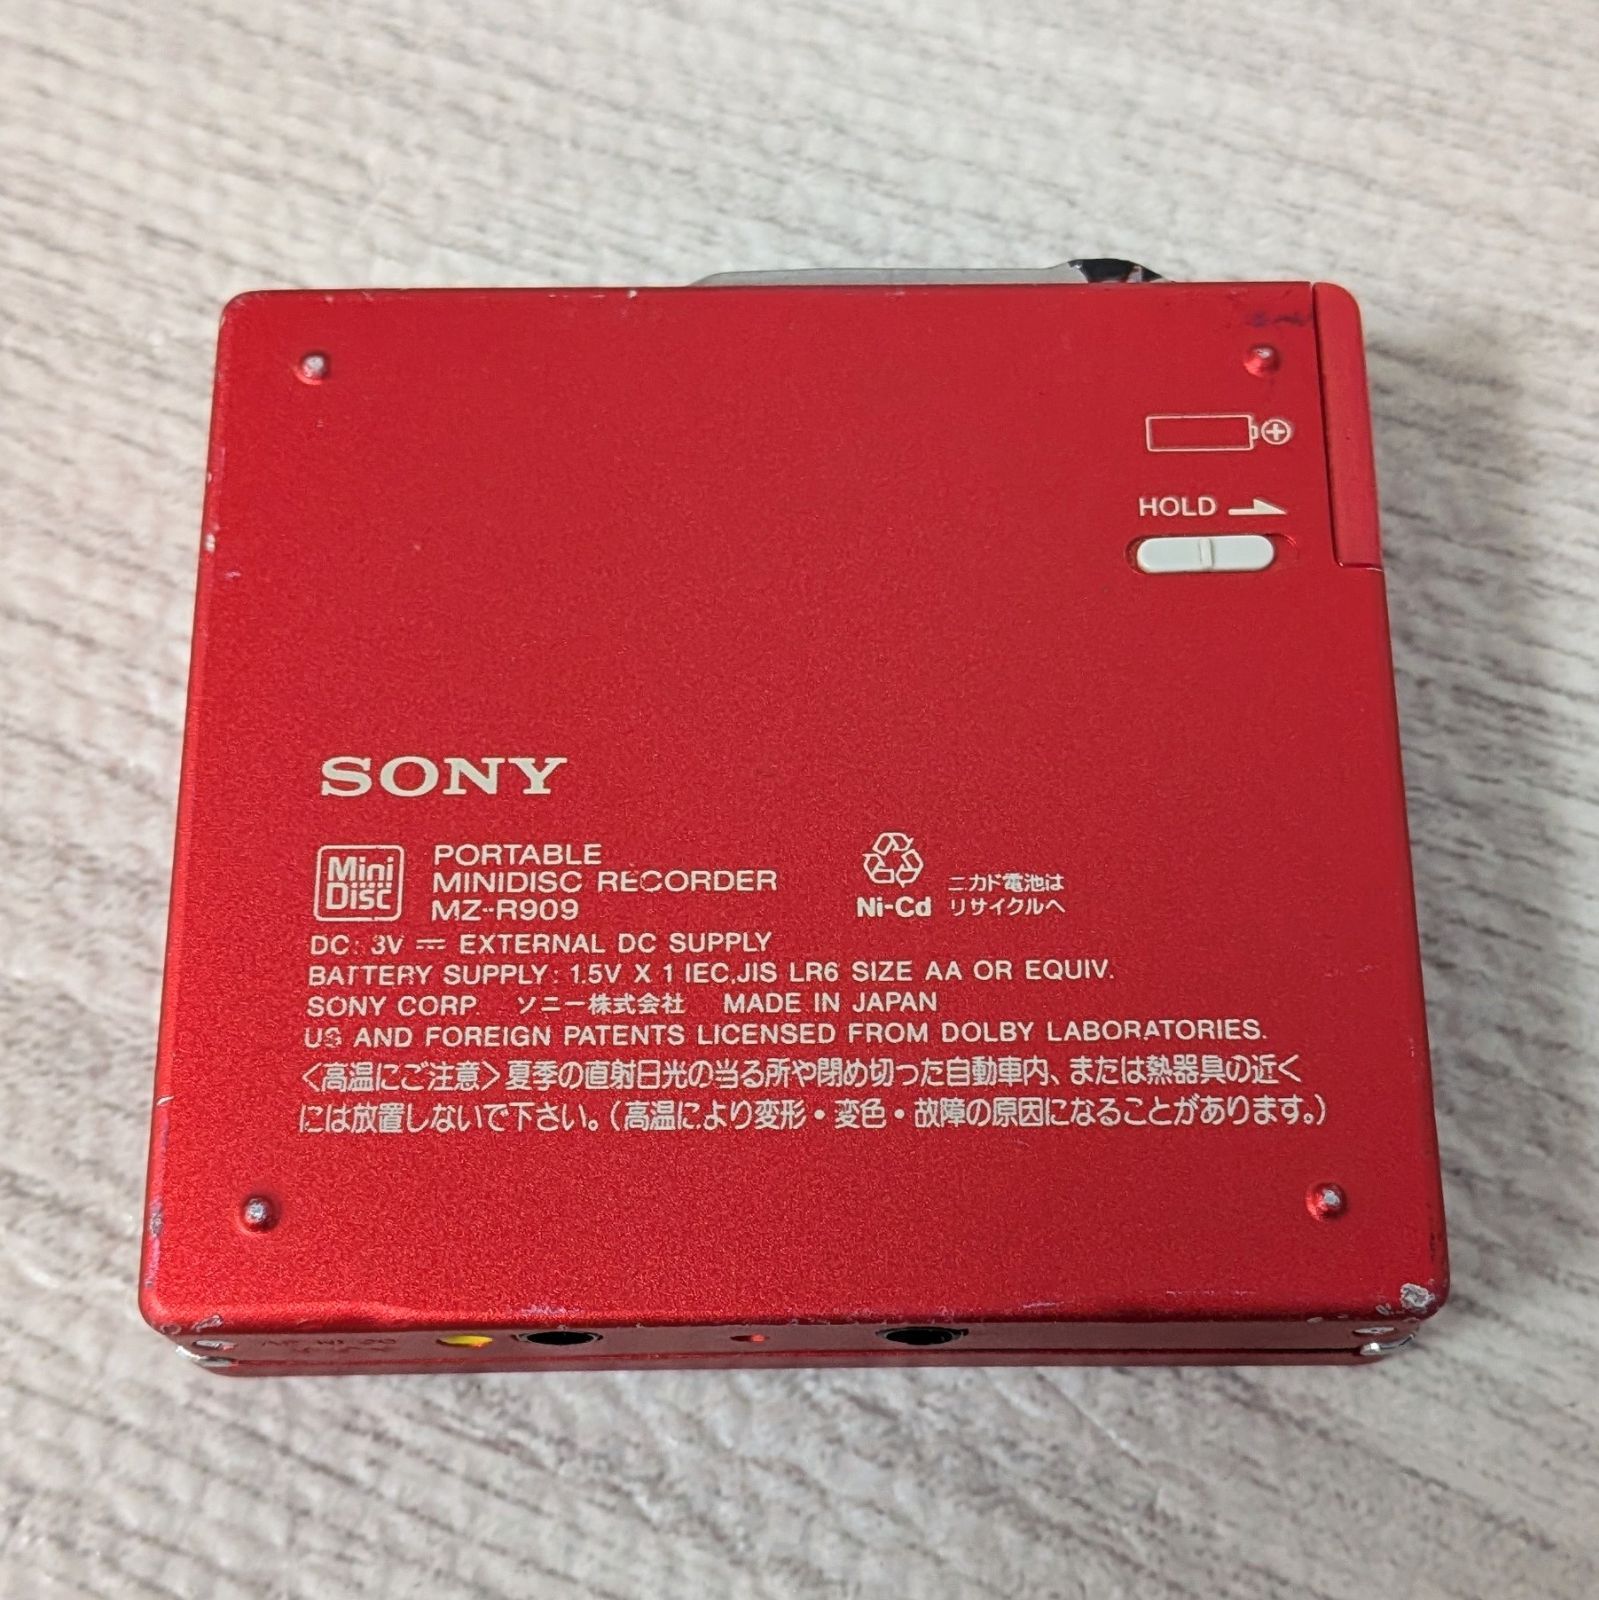 HOLD
SONY
Mini Disc
PORTABLE
MINIDISC RECORDER
MZ-R909
Ni-Cd
ニカド電池は
リサイクルへ
DC: 3V ⎓ EXTERNAL DC SUPPLY
BATTERY SUPPLY: 1.5V X 1 IEC,JIS LR6 SIZE AA OR EQUIV.
SONY CORP. ソニー株式会社 MADE IN JAPAN
US AND FOREIGN PATENTS LICENSED FROM DOLBY LABORATORIES.
〈高温にご注意〉夏季の直射日光の当る所や閉め切った自動車内、または熱器具の近く
には放置しないで下さい。(高温により変形・変色・故障の原因になることがあります。)